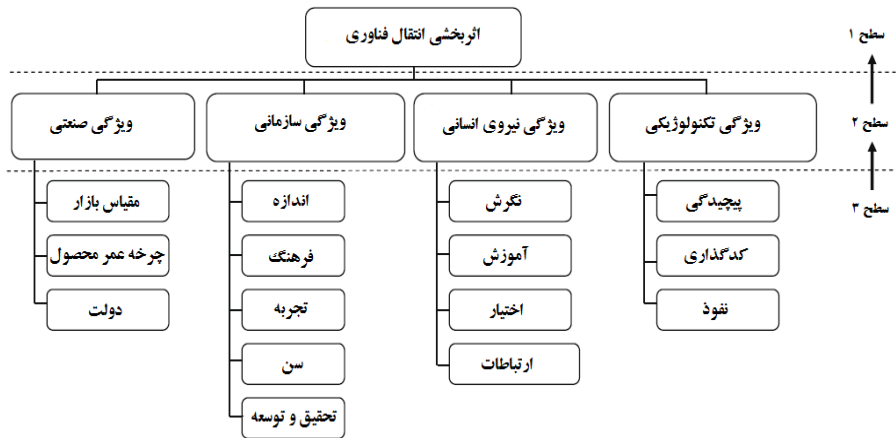 اثربخشی انتقال فناوری
سطح ۱
ویژگی تکنولوژیکی
ویژگی نیروی انسانی
ویژگی سازمانی
ویژگی صنعتی
سطح ۲
سطح ۳
پیچیدگی
کدگذاری
نفوذ
نگرش
آموزش
اختیار
ارتباطات
اندازه
فرهنگ
تجربه
سن
تحقیق و توسعه
مقیاس بازار
چرخه عمر محصول
دولت